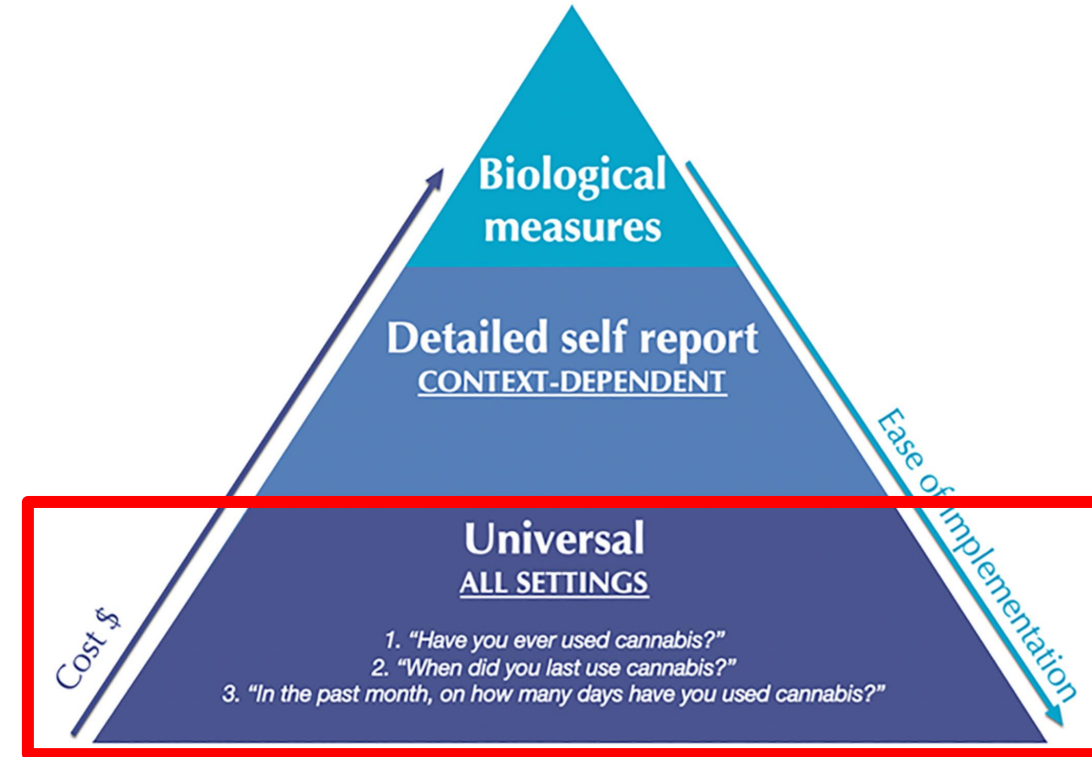 Biological
measures
Detailed self report
CONTEXT-DEPENDENT
Universal
ALL SETTINGS
1. “Have you ever used cannabis?”
2. “When did you last use cannabis?”
3. “In the past month, on how many days have you used cannabis?”
Cost $
Ease of implementation